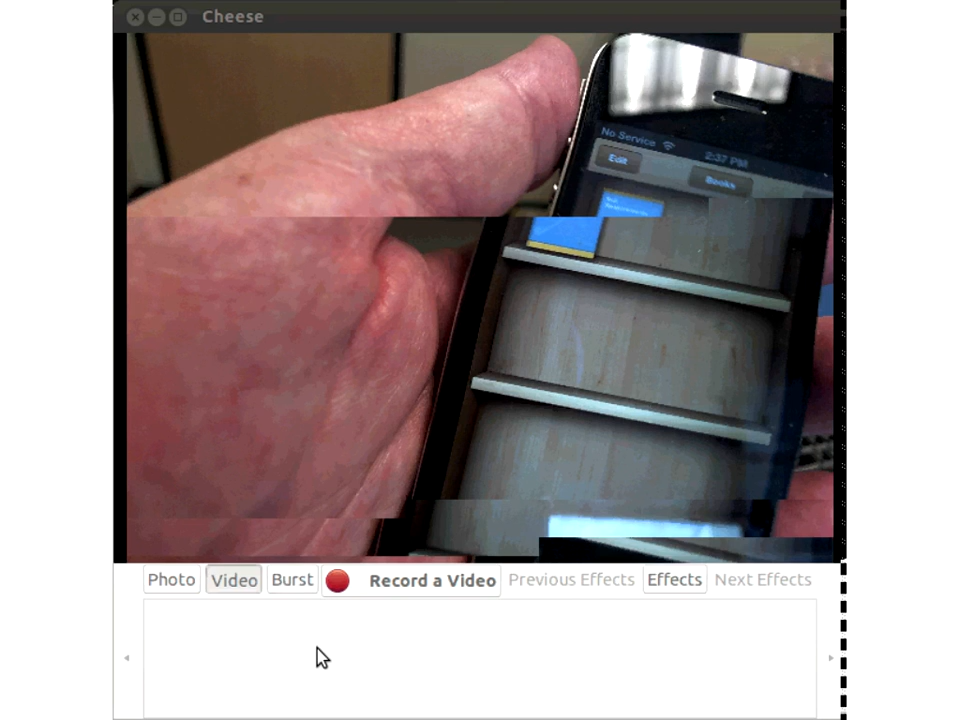 Cheese
No Service 2:37 PM
Edit Books
Photo Video Burst Record a Video Previous Effects Effects Next Effects